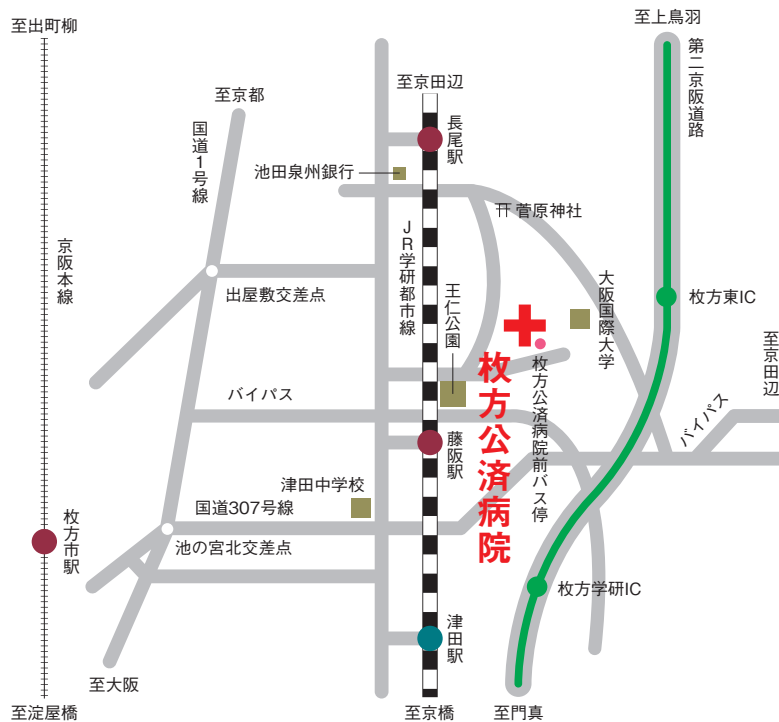 至出町柳
至上鳥羽
第二京阪道路
至京田辺
至京都
国道1号線
長尾駅
池田泉州銀行
菅原神社
京阪本線
JR学研都市線
王仁公園
大阪国際大学
枚方東IC
出屋敷交差点
至京田辺
枚方公済病院
枚方公済病院前バス停
バイパス
バイパス
藤阪駅
津田中学校
国道307号線
枚方市駅
池の宮北交差点
枚方学研IC
津田駅
至大阪
至淀屋橋
至京橋
至門真